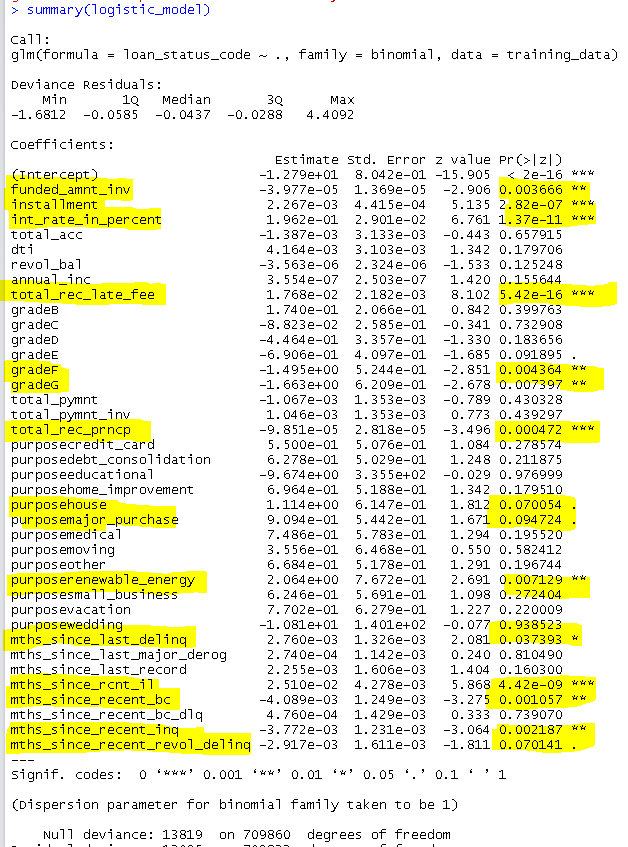 > summary(logistic_model)
Call:
glm(formula = loan_status_code ~ ., family = binomial, data = training_data)
Deviance Residuals:
Min 1Q Median 3Q Max
-1.6812 -0.0585 -0.0437 -0.0288 4.4092
Coefficients:
Estimate Std. Error z value Pr(>|z|)
(Intercept) -1.279e+01 8.042e-01 -15.905 < 2e-16 ***
funded_amnt_inv -3.977e-05 1.369e-05 -2.906 0.003666 **
installment 2.267e-03 4.415e-04 5.135 2.82e-07 ***
int_rate_in_percent 1.962e-01 2.901e-02 6.761 1.37e-11 ***
total_acc -1.387e-03 3.133e-03 -0.443 0.657915
dti 4.164e-03 3.103e-03 1.342 0.179706
revol_bal -3.563e-06 2.324e-06 -1.533 0.125248
annual_inc 3.554e-07 2.503e-07 1.420 0.155644
total_rec_late_fee 1.768e-02 2.182e-03 8.102 5.42e-16 ***
gradeB 1.740e-01 2.066e-01 0.842 0.399763
gradeC -8.823e-02 2.585e-01 -0.341 0.732908
gradeD -4.464e-01 3.357e-01 -1.330 0.183656
gradeE -6.906e-01 4.097e-01 -1.685 0.091895 .
gradeF -1.495e+00 5.244e-01 -2.851 0.004364 **
gradeG -1.663e+00 6.209e-01 -2.678 0.007397 **
total_pymnt -1.067e-03 1.353e-03 -0.789 0.430328
total_pymnt_inv 1.046e-03 1.353e-03 0.773 0.439297
total_rec_prncp -9.851e-05 2.818e-05 -3.496 0.000472 ***
purposecredit_card 5.500e-01 5.076e-01 1.084 0.278574
purposedebt_consolidation 6.278e-01 5.029e-01 1.248 0.211875
purposeeducational -9.674e+00 3.355e+02 -0.029 0.976999
purposehome_improvement 6.964e-01 5.188e-01 1.342 0.179510
purposehouse 1.114e+00 6.147e-01 1.812 0.070054 .
purposemajor_purchase 9.094e-01 5.442e-01 1.671 0.094724 .
purposemedical 7.486e-01 5.783e-01 1.294 0.195520
purposemoving 3.556e-01 6.468e-01 0.550 0.582412
purposeother 6.684e-01 5.178e-01 1.291 0.196744
purposerenewable_energy 2.064e+00 7.672e-01 2.691 0.007129 **
purposesmall_business 6.246e-01 5.691e-01 1.098 0.272404
purposevacation 7.702e-01 6.279e-01 1.227 0.220009
purposewedding -1.081e+01 1.401e+02 -0.077 0.938523
mths_since_last_delinq 2.760e-03 1.326e-03 2.081 0.037393 *
mths_since_last_major_derog 2.740e-04 1.142e-03 0.240 0.810490
mths_since_last_record 2.255e-03 1.606e-03 1.404 0.160300
mths_since_rcnt_il 2.510e-02 4.278e-03 5.868 4.42e-09 ***
mths_since_recent_bc -4.089e-03 1.249e-03 -3.275 0.001057 **
mths_since_recent_bc_dlq 4.760e-04 1.429e-03 0.333 0.739070
mths_since_recent_inq -3.772e-03 1.231e-03 -3.064 0.002187 **
mths_since_recent_revol_delinq -2.917e-03 1.611e-03 -1.811 0.070141 .
---
Signif. codes: 0 ‘***’ 0.001 ‘**’ 0.01 ‘*’ 0.05 ‘.’ 0.1 ‘ ’ 1
(Dispersion parameter for binomial family taken to be 1)
Null deviance: 13819 on 709860 degrees of freedom